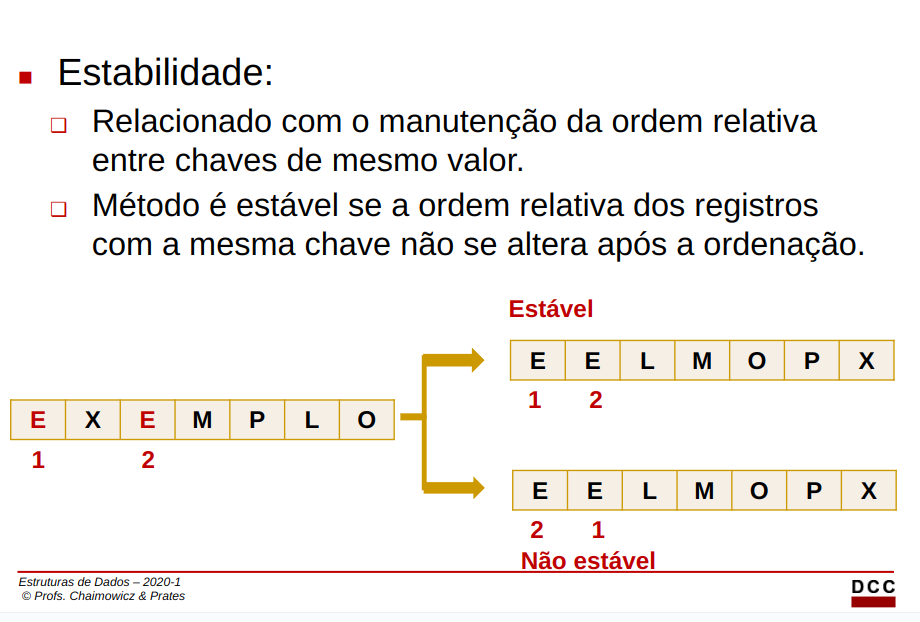 Estabilidade:
Relacionado com o manutenção da ordem relativa
entre chaves de mesmo valor.
Método é estável se a ordem relativa dos registros
com a mesma chave não se altera após a ordenação.
Estável
E E L M O P X
1 2
E X E M P L O
1 2
E E L M O P X
2 1
Não estável
Estruturas de Dados – 2020-1
© Profs. Chaimowicz & Prates
DCC